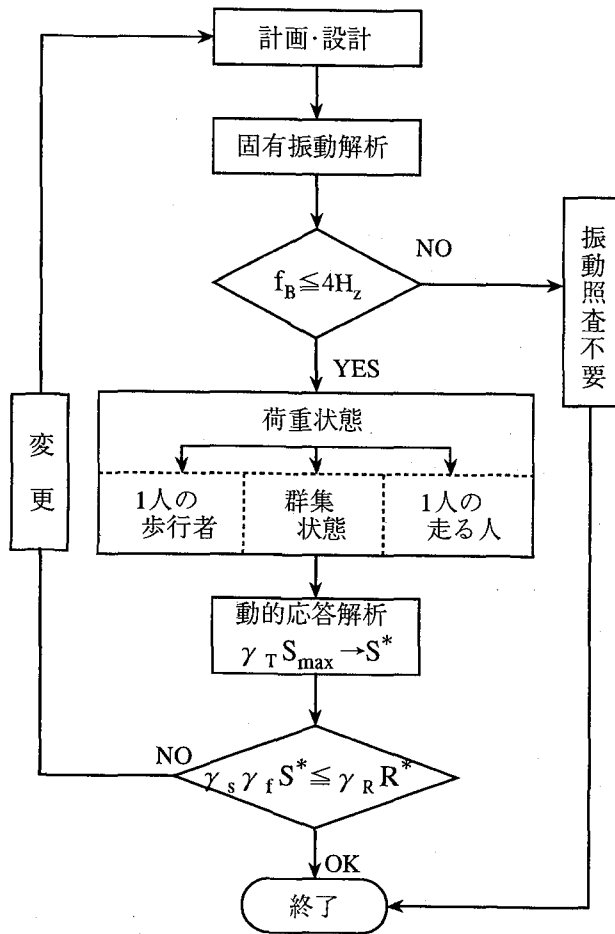 計画・設計
固有振動解析
f_B≦4H_z
NO
振動照査不要
YES
荷重状態
1人の
歩行者
群集
状態
1人の
走る人
変更
動的応答解析
γ_T S_max→S*
NO
γ_s γ_f S*≦γ_R R*
OK
終了